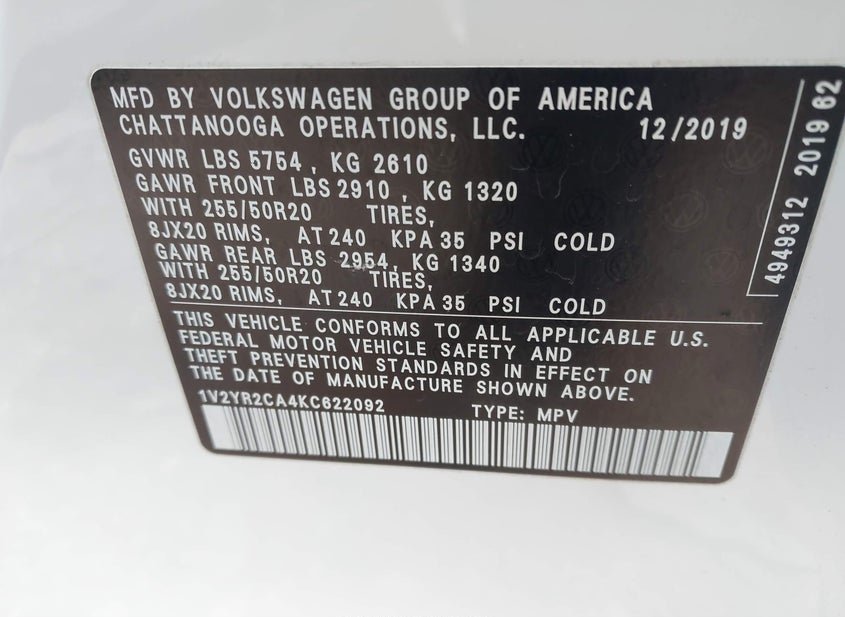 MFD BY VOLKSWAGEN GROUP OF AMERICA
CHATTANOOGA OPERATIONS, LLC. 12/2019
GVWR LBS 5754 , KG 2610
GAWR FRONT LBS 2910 , KG 1320
WITH 255/50R20 TIRES,
8JX20 RIMS, AT 240 KPA 35 PSI COLD
GAWR REAR LBS 2954, KG 1340
WITH 255/50R20 TIRES,
8JX20 RIMS, AT 240 KPA 35 PSI COLD
THIS VEHICLE CONFORMS TO ALL APPLICABLE U.S.
FEDERAL MOTOR VEHICLE SAFETY AND
THEFT PREVENTION STANDARDS IN EFFECT ON
THE DATE OF MANUFACTURE SHOWN ABOVE.
1V2YR2CA4KC622092 TYPE: MPV
4949312 2019 62